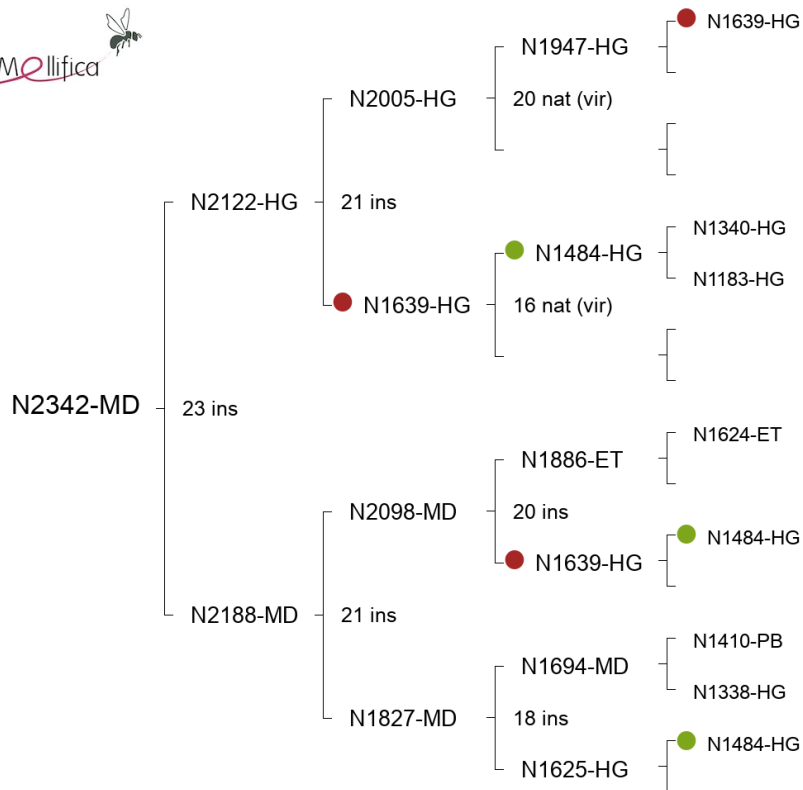 Mellifica
N1639-HG
N1947-HG
N2005-HG
20 nat (vir)
N2122-HG
21 ins
N1340-HG
N1484-HG
N1183-HG
N1639-HG
16 nat (vir)
N2342-MD
23 ins
N1624-ET
N1886-ET
N2098-MD
20 ins
N1484-HG
N1639-HG
N2188-MD
21 ins
N1410-PB
N1694-MD
N1338-HG
N1827-MD
18 ins
N1484-HG
N1625-HG